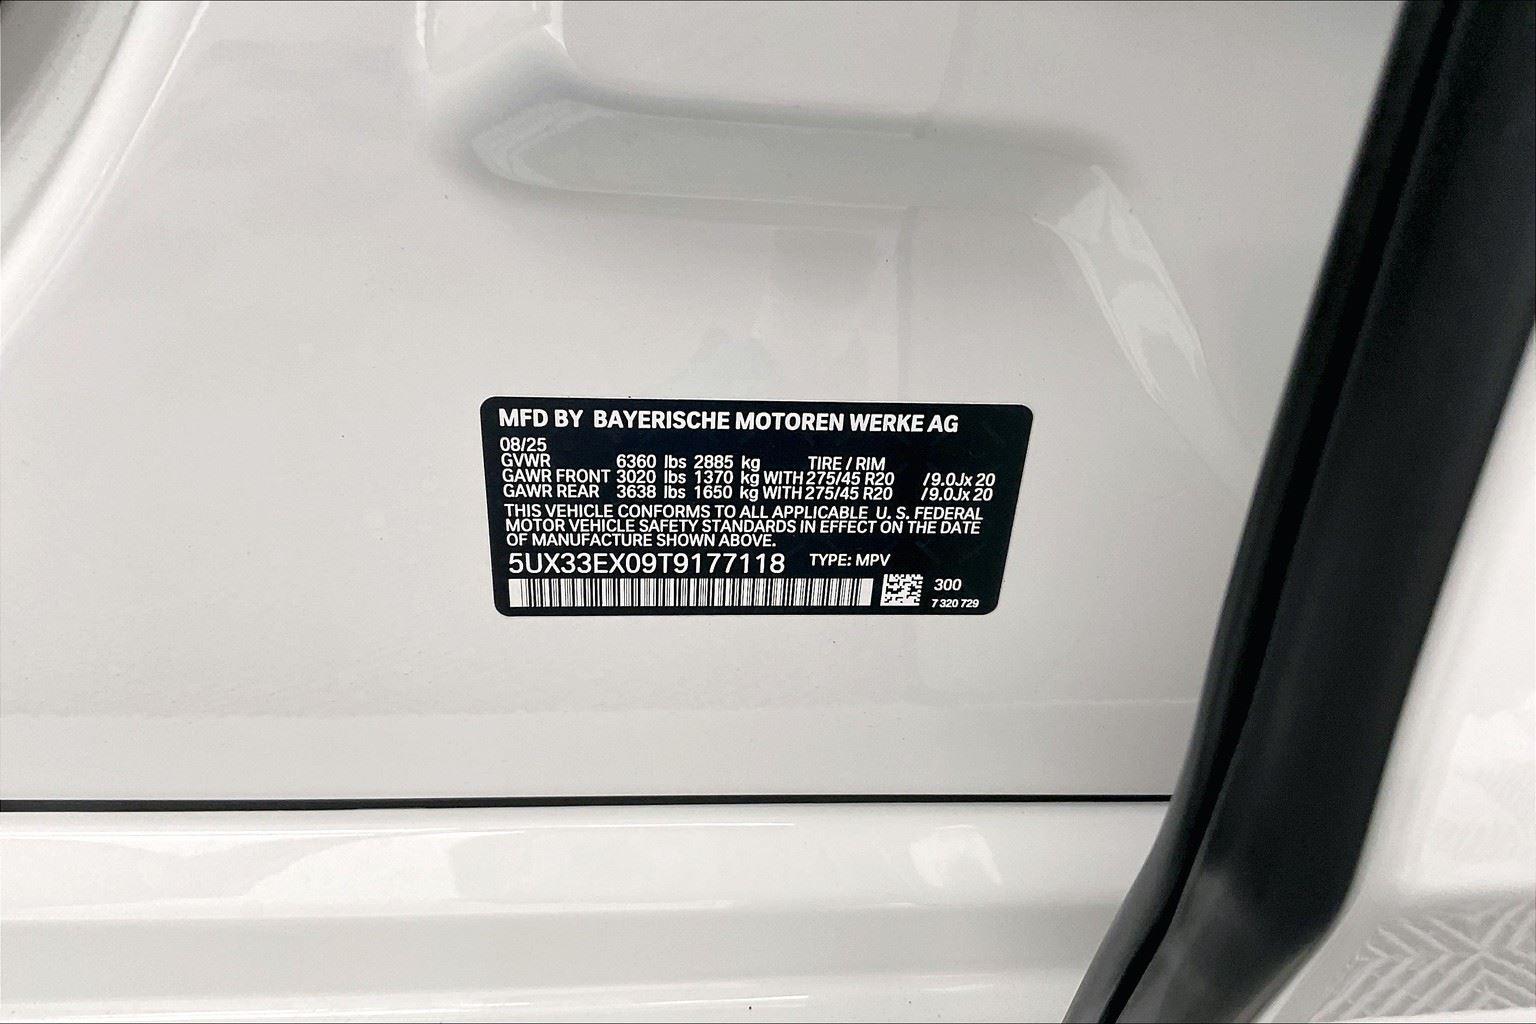 MFD BY BAYERISCHE MOTOREN WERKE AG
08/25
GVWR 6360 lbs 2885 kg TIRE / RIM
GAWR FRONT 3020 lbs 1370 kg WITH 275/45 R20 /9.0Jx 20
GAWR REAR 3638 lbs 1650 kg WITH 275/45 R20 /9.0Jx 20
THIS VEHICLE CONFORMS TO ALL APPLICABLE U. S. FEDERAL
MOTOR VEHICLE SAFETY STANDARDS IN EFFECT ON THE DATE
OF MANUFACTURE SHOWN ABOVE.
5UX33EX09T9177118 TYPE: MPV
300
7 320 729